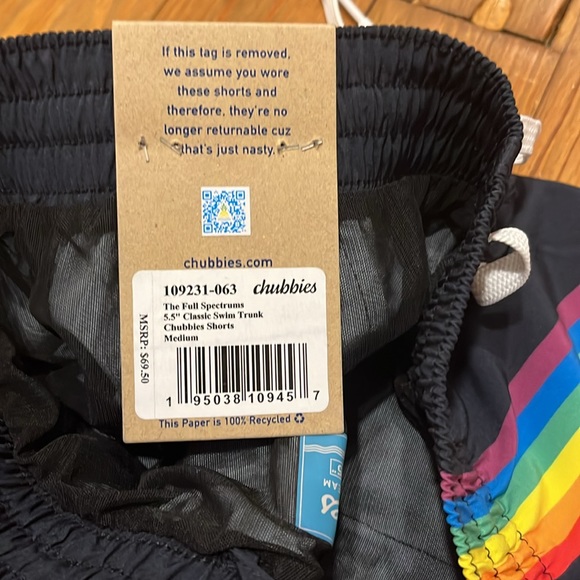 If this tag is removed,
we assume you wore
these shorts and
therefore, they're no
longer returnable cuz
that's just nasty.
chubbies.com
109231-063 chubbies
The Full Spectrums
5.5" Classic Swim Trunk
Chubbies Shorts
Medium
MSRP: $69.50
1 95038 10945 7
This Paper is 100% Recycled